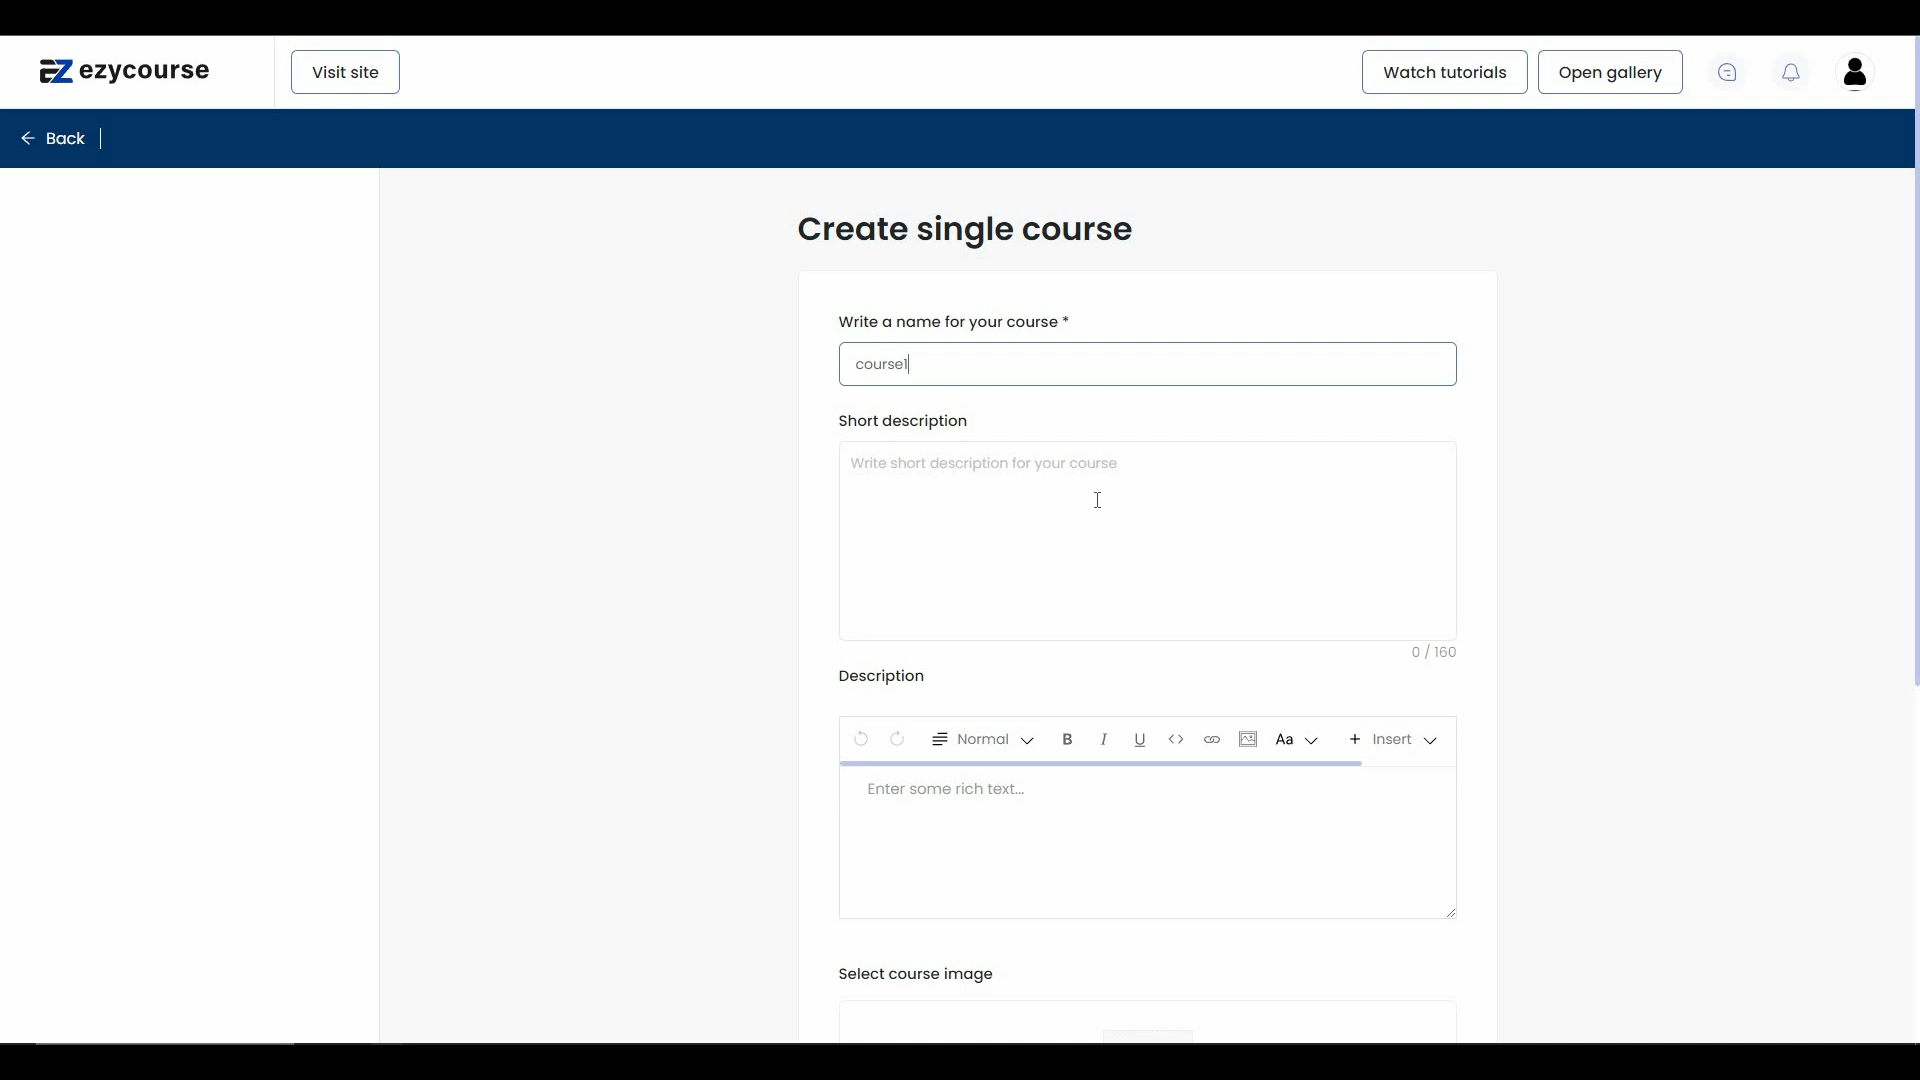 ezycourse
Visit site
Watch tutorials
Open gallery
Back
Create single course
Write a name for your course *
course1
Short description
Write short description for your course
0 / 160
Description
Normal
B I U <> Aa + Insert
Enter some rich text...
Select course image